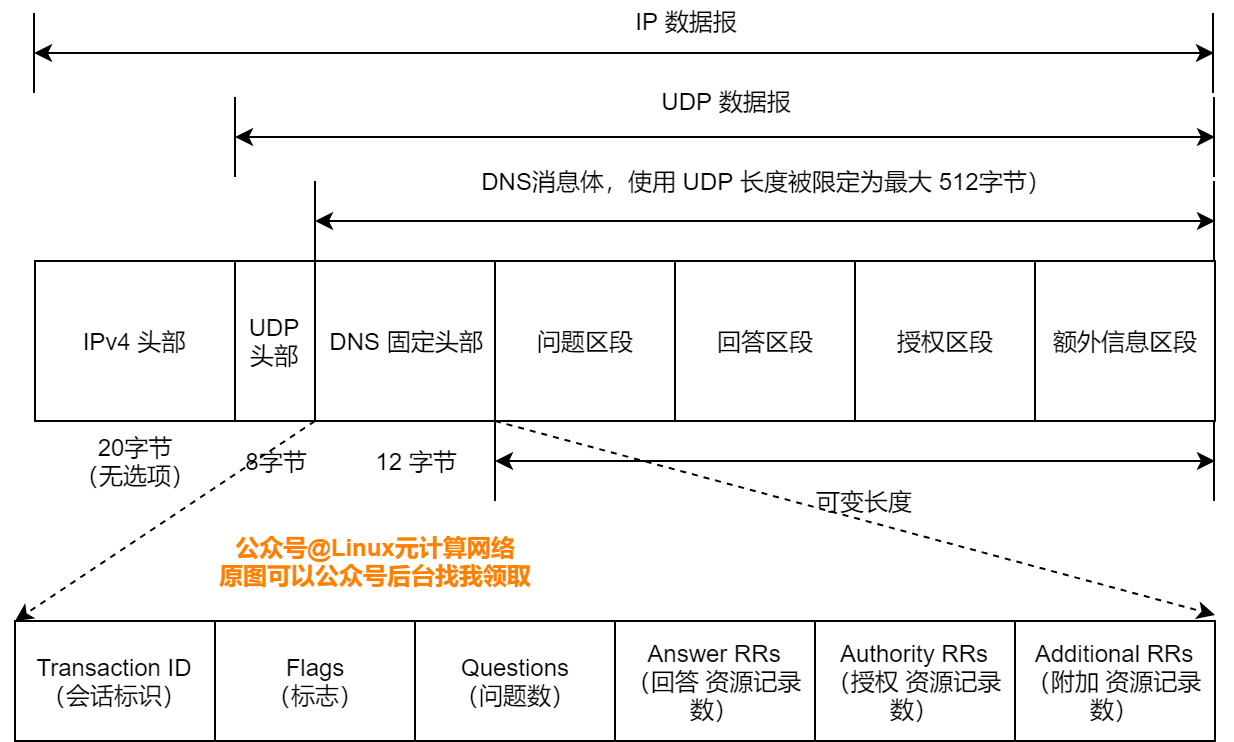 IP 数据报
UDP 数据报
DNS消息体，使用 UDP 长度被限定为最大 512字节）
IPv4 头部
UDP
头部
DNS 固定头部
问题区段
回答区段
授权区段
额外信息区段
20字节
（无选项）
8字节
12 字节
可变长度
公众号@Linux元计算网络
原图可以公众号后台找我领取
Transaction ID
（会话标识）
Flags
（标志）
Questions
（问题数）
Answer RRs
（回答 资源记录
数）
Authority RRs
（授权 资源记录
数）
Additional RRs
（附加 资源记录
数）